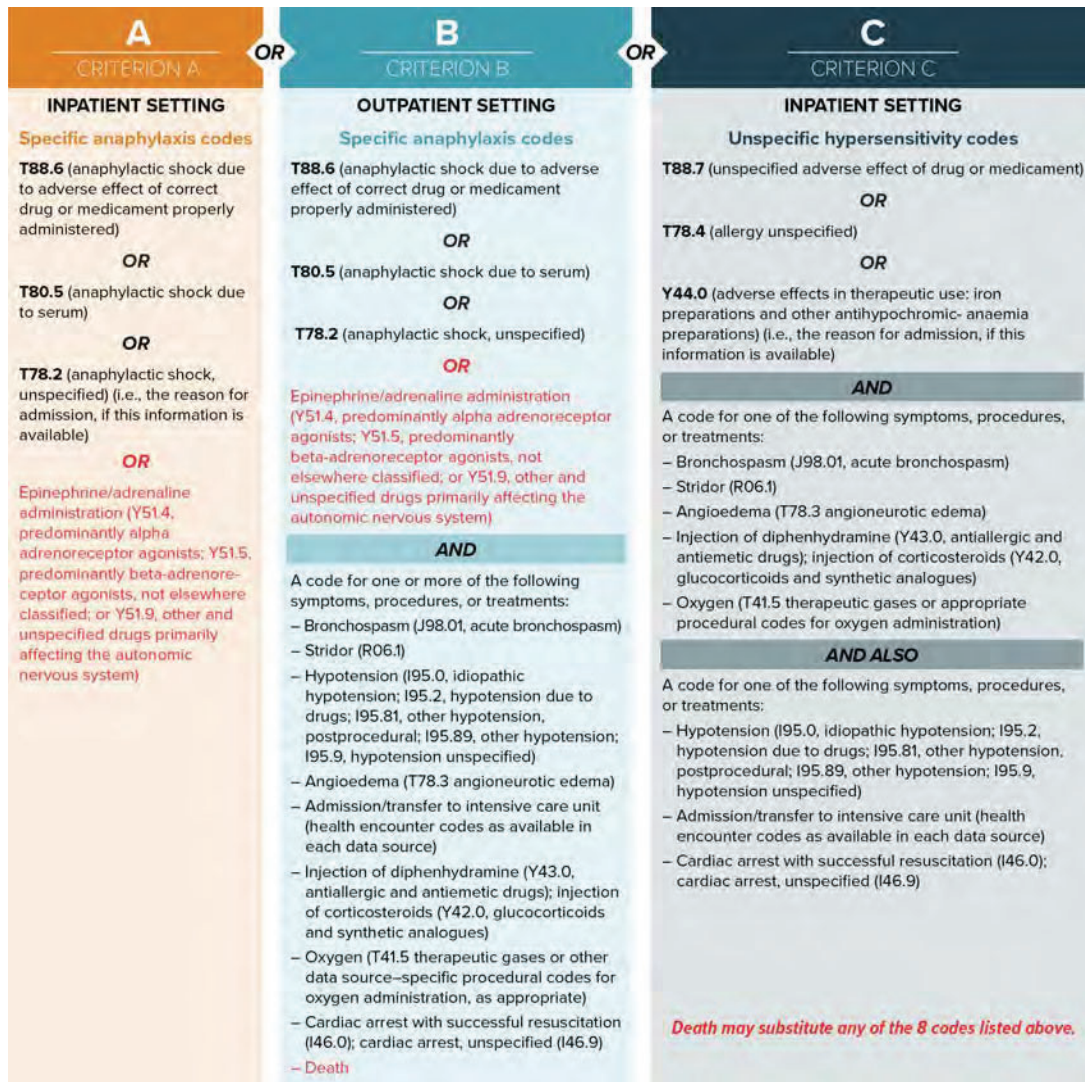 A
CRITERION A
OR
B
CRITERION B
OR
C
CRITERION C
INPATIENT SETTING
Specific anaphylaxis codes
T88.6 (anaphylactic shock due
to adverse effect of correct
drug or medicament properly
administered)
OR
T80.5 (anaphylactic shock due
to serum)
OR
T78.2 (anaphylactic shock,
unspecified) (i.e., the reason for
admission, if this information is
available)
OR
Epinephrine/adrenaline
administration (Y51.4,
predominantly alpha
adrenoreceptor agonists; Y51.5,
predominantly beta-adrenore-
ceptor agonists, not elsewhere
classified; or Y51.9, other and
unspecified drugs primarily
affecting the autonomic
nervous system)
OUTPATIENT SETTING
Specific anaphylaxis codes
T88.6 (anaphylactic shock due to adverse
effect of correct drug or medicament
properly administered)
OR
T80.5 (anaphylactic shock due to serum)
OR
T78.2 (anaphylactic shock, unspecified)
OR
Epinephrine/adrenaline administration
(Y51.4, predominantly alpha adrenoreceptor
agonists; Y51.5, predominantly
beta-adrenoreceptor agonists, not
elsewhere classified; or Y51.9, other and
unspecified drugs primarily affecting the
autonomic nervous system)
AND
A code for one or more of the following
symptoms, procedures, or treatments:
– Bronchospasm (J98.01, acute bronchospasm)
– Stridor (R06.1)
– Hypotension (I95.0, idiopathic
hypotension; I95.2, hypotension due to
drugs; I95.81, other hypotension,
postprocedural; I95.89, other hypotension;
I95.9, hypotension unspecified)
– Angioedema (T78.3 angioneurotic edema)
– Admission/transfer to intensive care unit
(health encounter codes as available in
each data source)
– Injection of diphenhydramine (Y43.0,
antiallergic and antiemetic drugs); injection
of corticosteroids (Y42.0, glucocorticoids
and synthetic analogues)
– Oxygen (T41.5 therapeutic gases or other
data source–specific procedural codes for
oxygen administration, as appropriate)
– Cardiac arrest with successful resuscitation
(I46.0); cardiac arrest, unspecified (I46.9)
– Death
INPATIENT SETTING
Unspecific hypersensitivity codes
T88.7 (unspecified adverse effect of drug or medicament)
OR
T78.4 (allergy unspecified)
OR
Y44.0 (adverse effects in therapeutic use: iron
preparations and other antihypochromic- anaemia
preparations) (i.e., the reason for admission, if this
information is available)
AND
A code for one of the following symptoms, procedures,
or treatments:
– Bronchospasm (J98.01, acute bronchospasm)
– Stridor (R06.1)
– Angioedema (T78.3 angioneurotic edema)
– Injection of diphenhydramine (Y43.0, antiallergic and
antiemetic drugs); injection of corticosteroids (Y42.0,
glucocorticoids and synthetic analogues)
– Oxygen (T41.5 therapeutic gases or appropriate
procedural codes for oxygen administration)
AND ALSO
A code for one of the following symptoms, procedures,
or treatments:
– Hypotension (I95.0, idiopathic hypotension; I95.2,
hypotension due to drugs; I95.81, other hypotension,
postprocedural; I95.89, other hypotension; I95.9,
hypotension unspecified)
– Admission/transfer to intensive care unit (health
encounter codes as available in each data source)
– Cardiac arrest with successful resuscitation (I46.0);
cardiac arrest, unspecified (I46.9)
Death may substitute any of the 8 codes listed above.